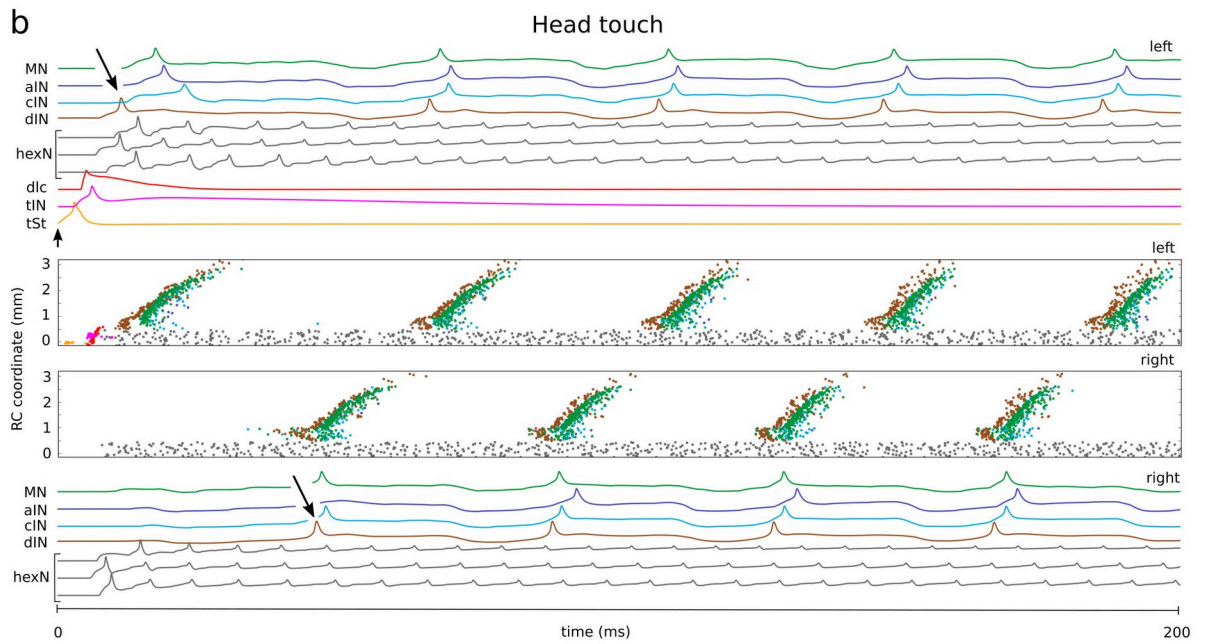 b
Head touch
left
MN
aIN
cIN
dIN
hexN
dlc
tIN
tSt
left
3
2
1
0
RC coordinate (mm)
right
3
2
1
0
right
MN
aIN
cIN
dIN
hexN
0
time (ms)
200